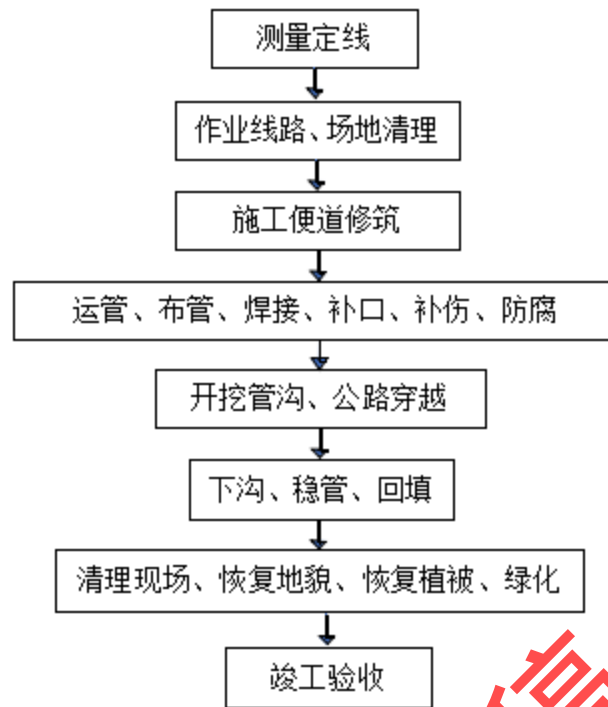 测量定线
作业线路、场地清理
施工便道修筑
运管、布管、焊接、补口、补伤、防腐
开挖管沟、公路穿越
下沟、稳管、回填
清理现场、恢复地貌、恢复植被、绿化
竣工验收